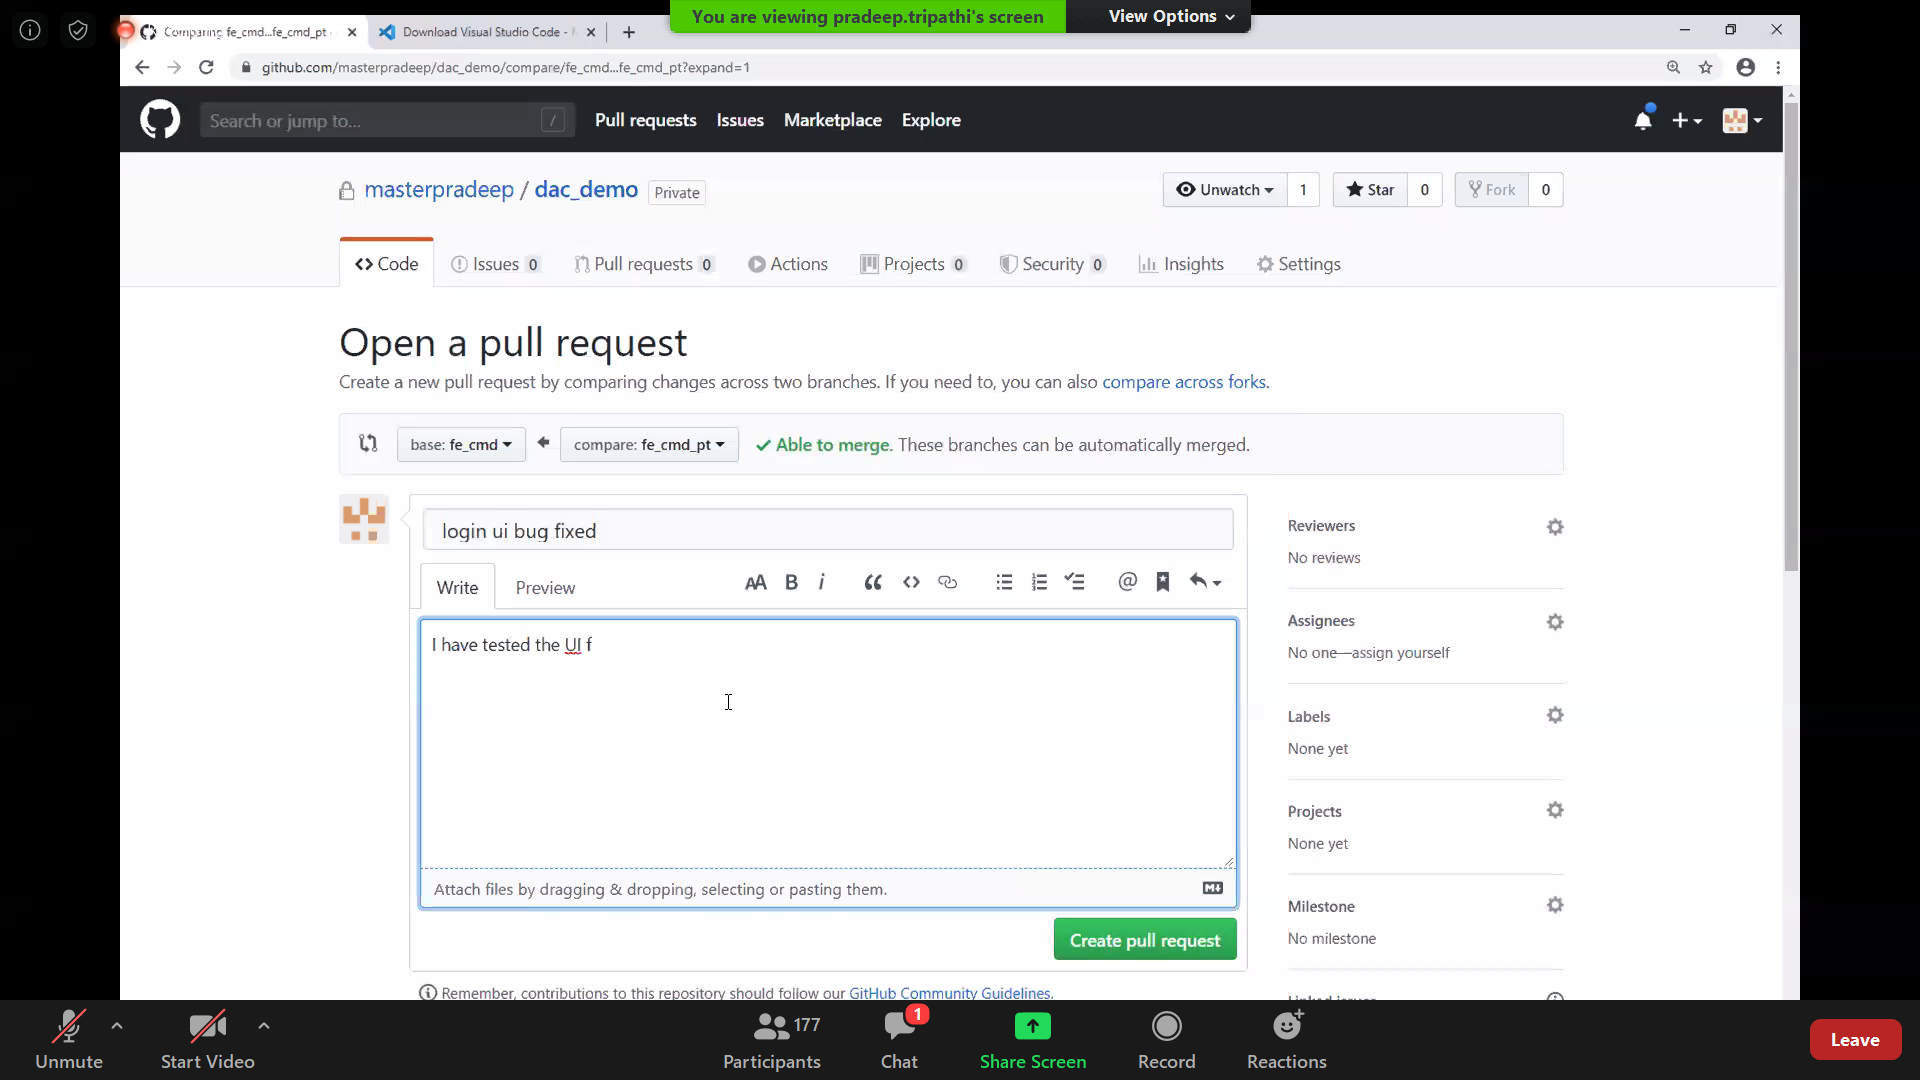 You are viewing pradeep.tripathi's screen
View Options
Comparing fe_cmd...fe_cmd_pt ·
Download Visual Studio Code -
github.com/masterpradeep/dac_demo/compare/fe_cmd...fe_cmd_pt?expand=1
Search or jump to... /
Pull requests Issues Marketplace Explore
masterpradeep / dac_demo Private
Unwatch 1 Star 0 Fork 0
Code Issues 0 Pull requests 0 Actions Projects 0 Security 0 Insights Settings
Open a pull request
Create a new pull request by comparing changes across two branches. If you need to, you can also compare across forks.
base: fe_cmd compare: fe_cmd_pt Able to merge. These branches can be automatically merged.
login ui bug fixed
Write Preview
AA B i @
I have tested the UI f
Attach files by dragging & dropping, selecting or pasting them.
Create pull request
Remember, contributions to this repository should follow our GitHub Community Guidelines.
Reviewers
No reviews
Assignees
No one—assign yourself
Labels
None yet
Projects
None yet
Milestone
No milestone
Unmute
Start Video
177
Participants
1
Chat
Share Screen
Record
Reactions
Leave